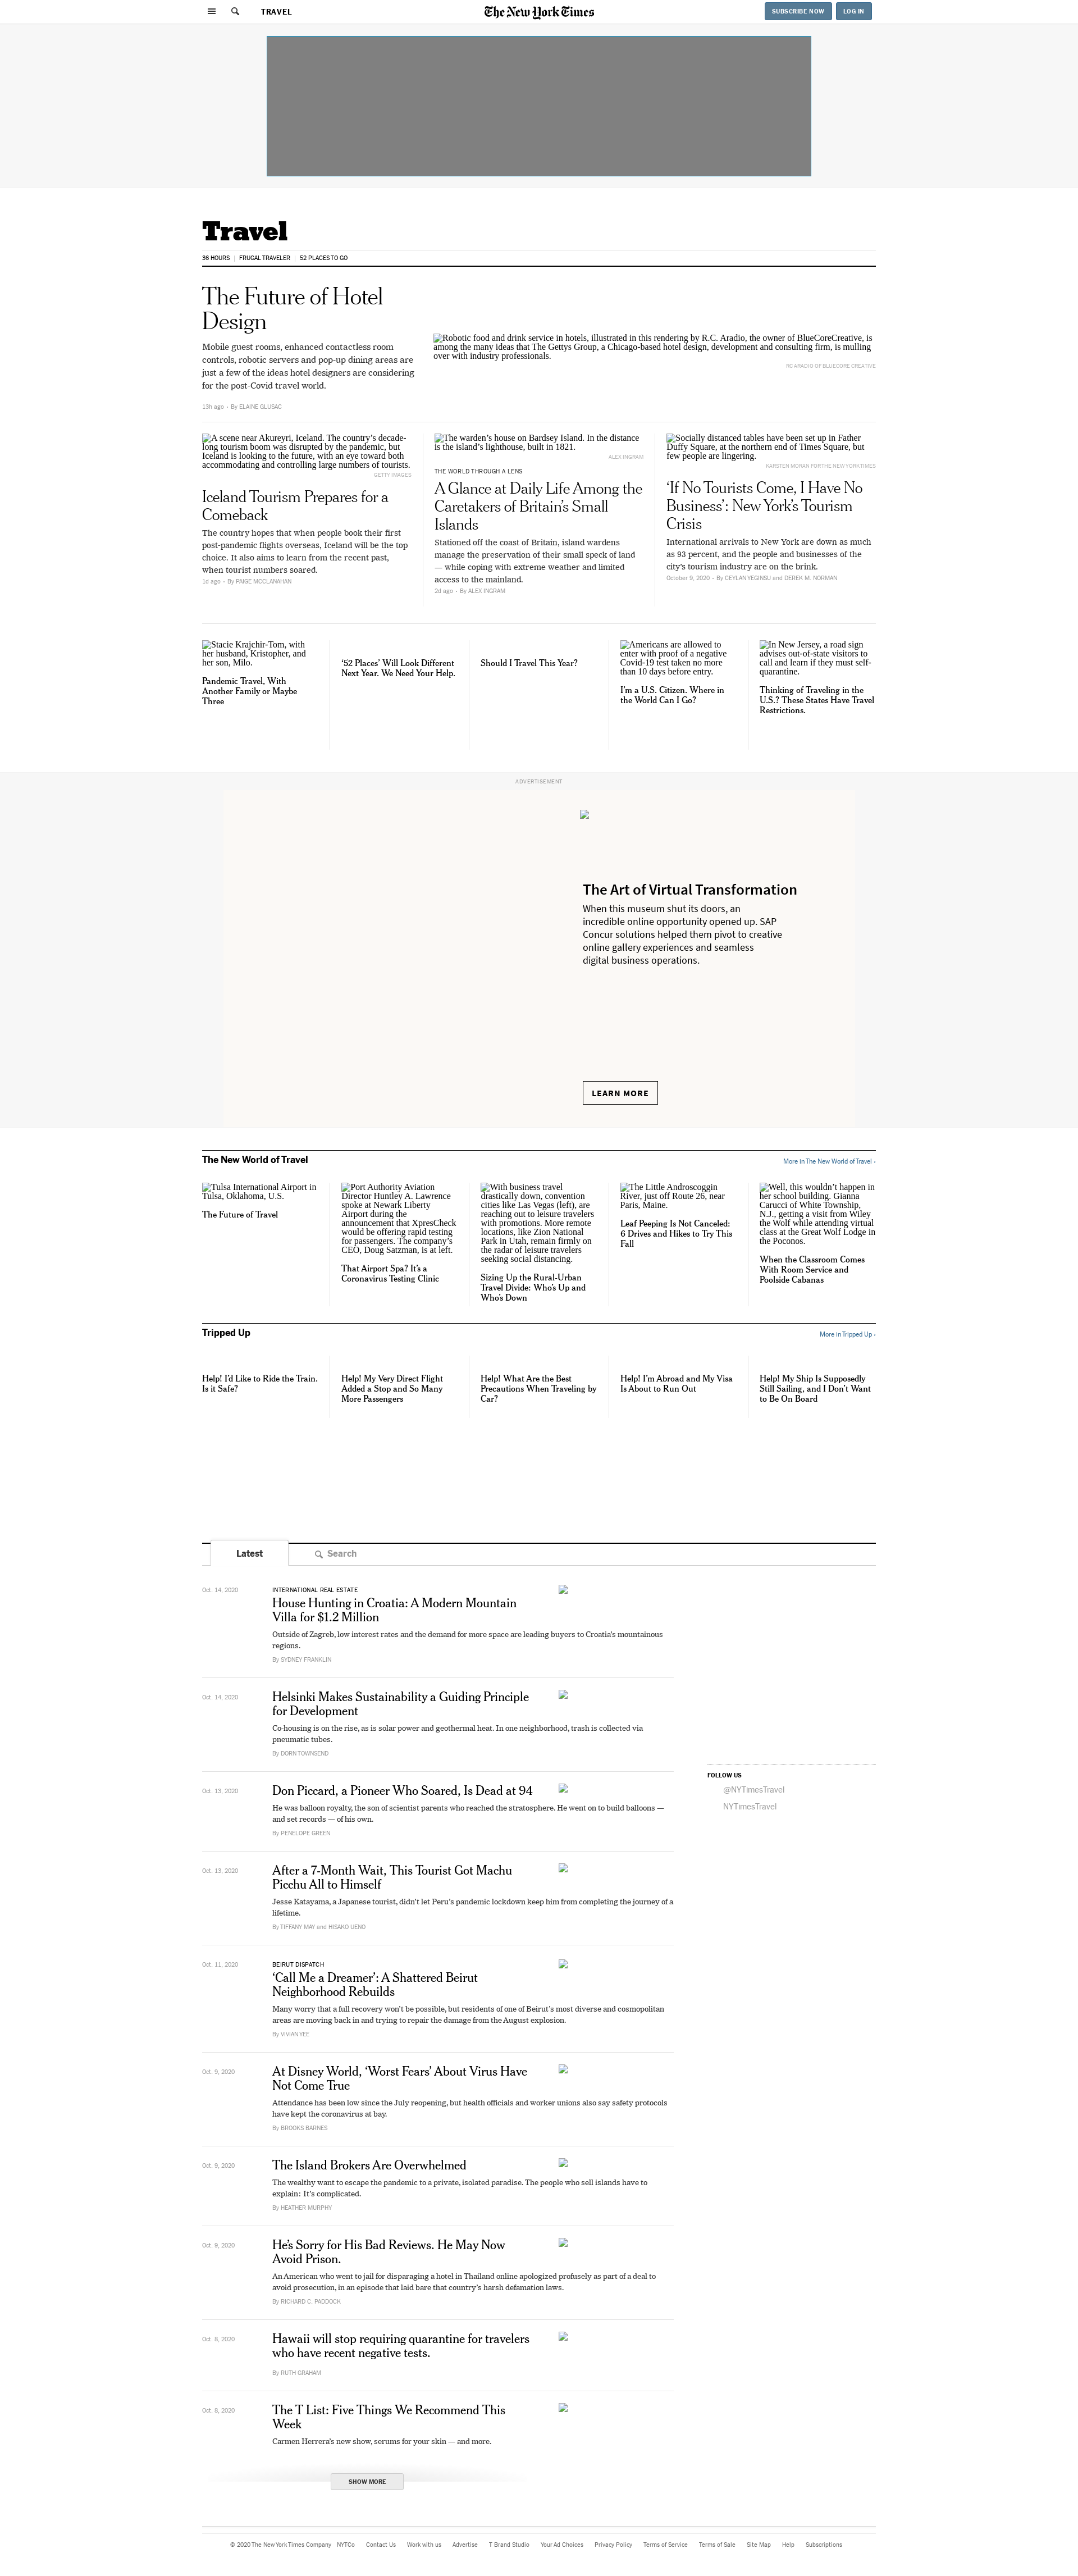 TRAVEL
The New York Times
SUBSCRIBE NOW
LOG IN
Travel
36 HOURS
FRUGAL TRAVELER
52 PLACES TO GO
The Future of Hotel
Design
Mobile guest rooms, enhanced contactless room
controls, robotic servers and pop-up dining areas are
just a few of the ideas hotel designers are considering
for the post-Covid travel world.
13h ago • By ELAINE GLUSAC
Robotic food and drink service in hotels, illustrated in this rendering by R.C. Aradio, the owner of BlueCoreCreative, is
among the many ideas that The Gettys Group, a Chicago-based hotel design, development and consulting firm, is mulling
over with industry professionals.
RC ARADIO OF BLUECORE CREATIVE
A scene near Akureyri, Iceland. The country's decade-
long tourism boom was disrupted by the pandemic, but
Iceland is looking to the future, with an eye toward both
accommodating and controlling large numbers of tourists.
GETTY IMAGES
Iceland Tourism Prepares for a
Comeback
The country hopes that when people book their first
post-pandemic flights overseas, Iceland will be the top
choice. It also aims to learn from the recent past,
when tourist numbers soared.
1d ago • By PAIGE MCCLANAHAN
The warden's house on Bardsey Island. In the distance
is the island's lighthouse, built in 1821.
ALEX INGRAM
THE WORLD THROUGH A LENS
A Glance at Daily Life Among the
Caretakers of Britain's Small
Islands
Stationed off the coast of Britain, island wardens
manage the preservation of their small speck of land
— while coping with extreme weather and limited
access to the mainland.
2d ago • By ALEX INGRAM
Socially distanced tables have been set up in Father
Duffy Square, at the northern end of Times Square, but
few people are lingering.
KARSTEN MORAN FOR THE NEW YORK TIMES
'If No Tourists Come, I Have No
Business': New York's Tourism
Crisis
International arrivals to New York are down as much
as 93 percent, and the people and businesses of the
city's tourism industry are on the brink.
October 9, 2020 • By CEYLAN YEGINSU and DEREK M. NORMAN
Stacie Krajchir-Tom, with
her husband, Kristopher, and
her son, Milo.
Pandemic Travel, With
Another Family or Maybe
Three
'52 Places' Will Look Different
Next Year. We Need Your Help.
Should I Travel This Year?
Americans are allowed to
enter with proof of a negative
Covid-19 test taken no more
than 10 days before entry.
I'm a U.S. Citizen. Where in
the World Can I Go?
In New Jersey, a road sign
advises out-of-state visitors to
call and learn if they must self-
quarantine.
Thinking of Traveling in the
U.S.? These States Have Travel
Restrictions.
ADVERTISEMENT
The Art of Virtual Transformation
When this museum shut its doors, an
incredible online opportunity opened up. SAP
Concur solutions helped them pivot to creative
online gallery experiences and seamless
digital business operations.
LEARN MORE
The New World of Travel
More in The New World of Travel ›
Tulsa International Airport in
Tulsa, Oklahoma, U.S.
The Future of Travel
Port Authority Aviation
Director Huntley A. Lawrence
spoke at Newark Liberty
Airport during the
announcement that XpresCheck
would be offering rapid testing
for passengers. The company's
CEO, Doug Satzman, is at left.
That Airport Spa? It's a
Coronavirus Testing Clinic
With business travel
drastically down, convention
cities like Las Vegas (left), are
reaching out to leisure travelers
with promotions. More remote
locations, like Zion National
Park in Utah, remain firmly on
the radar of leisure travelers
seeking social distancing.
Sizing Up the Rural-Urban
Travel Divide: Who's Up and
Who's Down
The Little Androscoggin
River, just off Route 26, near
Paris, Maine.
Leaf Peeping Is Not Canceled:
6 Drives and Hikes to Try This
Fall
Well, this wouldn't happen in
her school building. Gianna
Carucci of White Township,
N.J., getting a visit from Wiley
the Wolf while attending virtual
class at the Great Wolf Lodge in
the Poconos.
When the Classroom Comes
With Room Service and
Poolside Cabanas
Tripped Up
More in Tripped Up ›
Help! I'd Like to Ride the Train.
Is it Safe?
Help! My Very Direct Flight
Added a Stop and So Many
More Passengers
Help! What Are the Best
Precautions When Traveling by
Car?
Help! I'm Abroad and My Visa
Is About to Run Out
Help! My Ship Is Supposedly
Still Sailing, and I Don't Want
to Be On Board
Latest
Search
Oct. 14, 2020
INTERNATIONAL REAL ESTATE
House Hunting in Croatia: A Modern Mountain
Villa for $1.2 Million
Outside of Zagreb, low interest rates and the demand for more space are leading buyers to Croatia's mountainous
regions.
By SYDNEY FRANKLIN
Oct. 14, 2020
Helsinki Makes Sustainability a Guiding Principle
for Development
Co-housing is on the rise, as is solar power and geothermal heat. In one neighborhood, trash is collected via
pneumatic tubes.
By DORN TOWNSEND
FOLLOW US
@NYTimesTravel
NYTimesTravel
Oct. 13, 2020
Don Piccard, a Pioneer Who Soared, Is Dead at 94
He was balloon royalty, the son of scientist parents who reached the stratosphere. He went on to build balloons —
and set records — of his own.
By PENELOPE GREEN
Oct. 13, 2020
After a 7-Month Wait, This Tourist Got Machu
Picchu All to Himself
Jesse Katayama, a Japanese tourist, didn't let Peru's pandemic lockdown keep him from completing the journey of a
lifetime.
By TIFFANY MAY and HISAKO UENO
Oct. 11, 2020
BEIRUT DISPATCH
'Call Me a Dreamer': A Shattered Beirut
Neighborhood Rebuilds
Many worry that a full recovery won't be possible, but residents of one of Beirut's most diverse and cosmopolitan
areas are moving back in and trying to repair the damage from the August explosion.
By VIVIAN YEE
Oct. 9, 2020
At Disney World, 'Worst Fears' About Virus Have
Not Come True
Attendance has been low since the July reopening, but health officials and worker unions also say safety protocols
have kept the coronavirus at bay.
By BROOKS BARNES
Oct. 9, 2020
The Island Brokers Are Overwhelmed
The wealthy want to escape the pandemic to a private, isolated paradise. The people who sell islands have to
explain: It's complicated.
By HEATHER MURPHY
Oct. 9, 2020
He's Sorry for His Bad Reviews. He May Now
Avoid Prison.
An American who went to jail for disparaging a hotel in Thailand online apologized profusely as part of a deal to
avoid prosecution, in an episode that laid bare that country's harsh defamation laws.
By RICHARD C. PADDOCK
Oct. 8, 2020
Hawaii will stop requiring quarantine for travelers
who have recent negative tests.
By RUTH GRAHAM
Oct. 8, 2020
The T List: Five Things We Recommend This
Week
Carmen Herrera's new show, serums for your skin — and more.
SHOW MORE
© 2020 The New York Times Company NYTCo Contact Us Work with us Advertise T Brand Studio Your Ad Choices Privacy Policy Terms of Service Terms of Sale Site Map Help Subscriptions